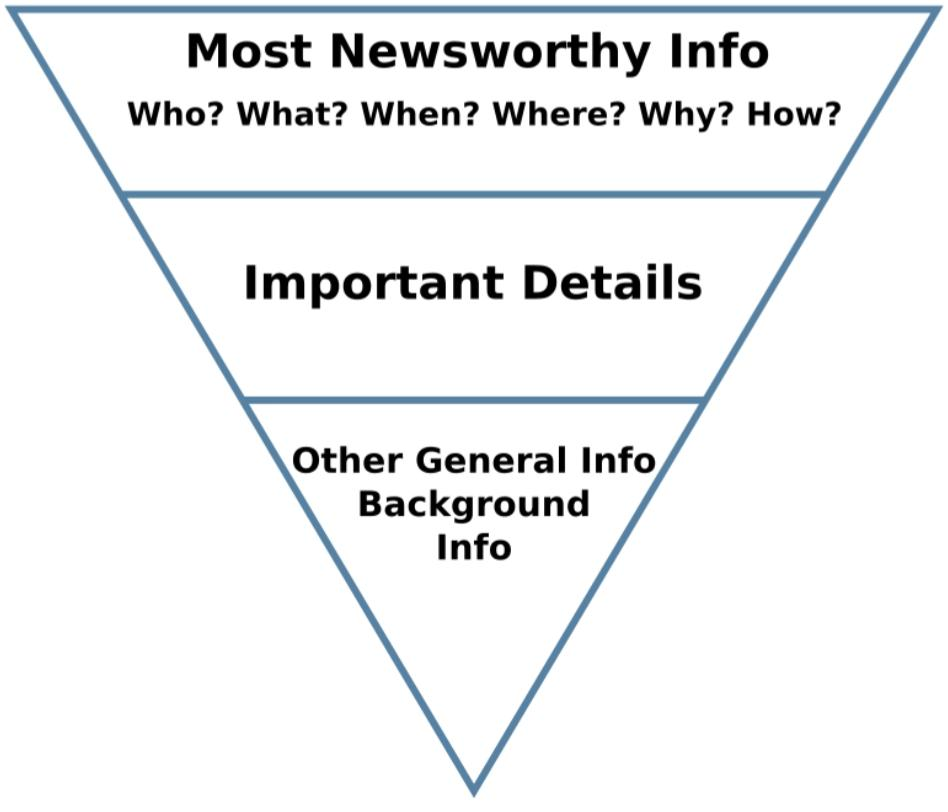 Most Newsworthy Info
Who? What? When? Where? Why? How?
Important Details
Other General Info
Background
Info